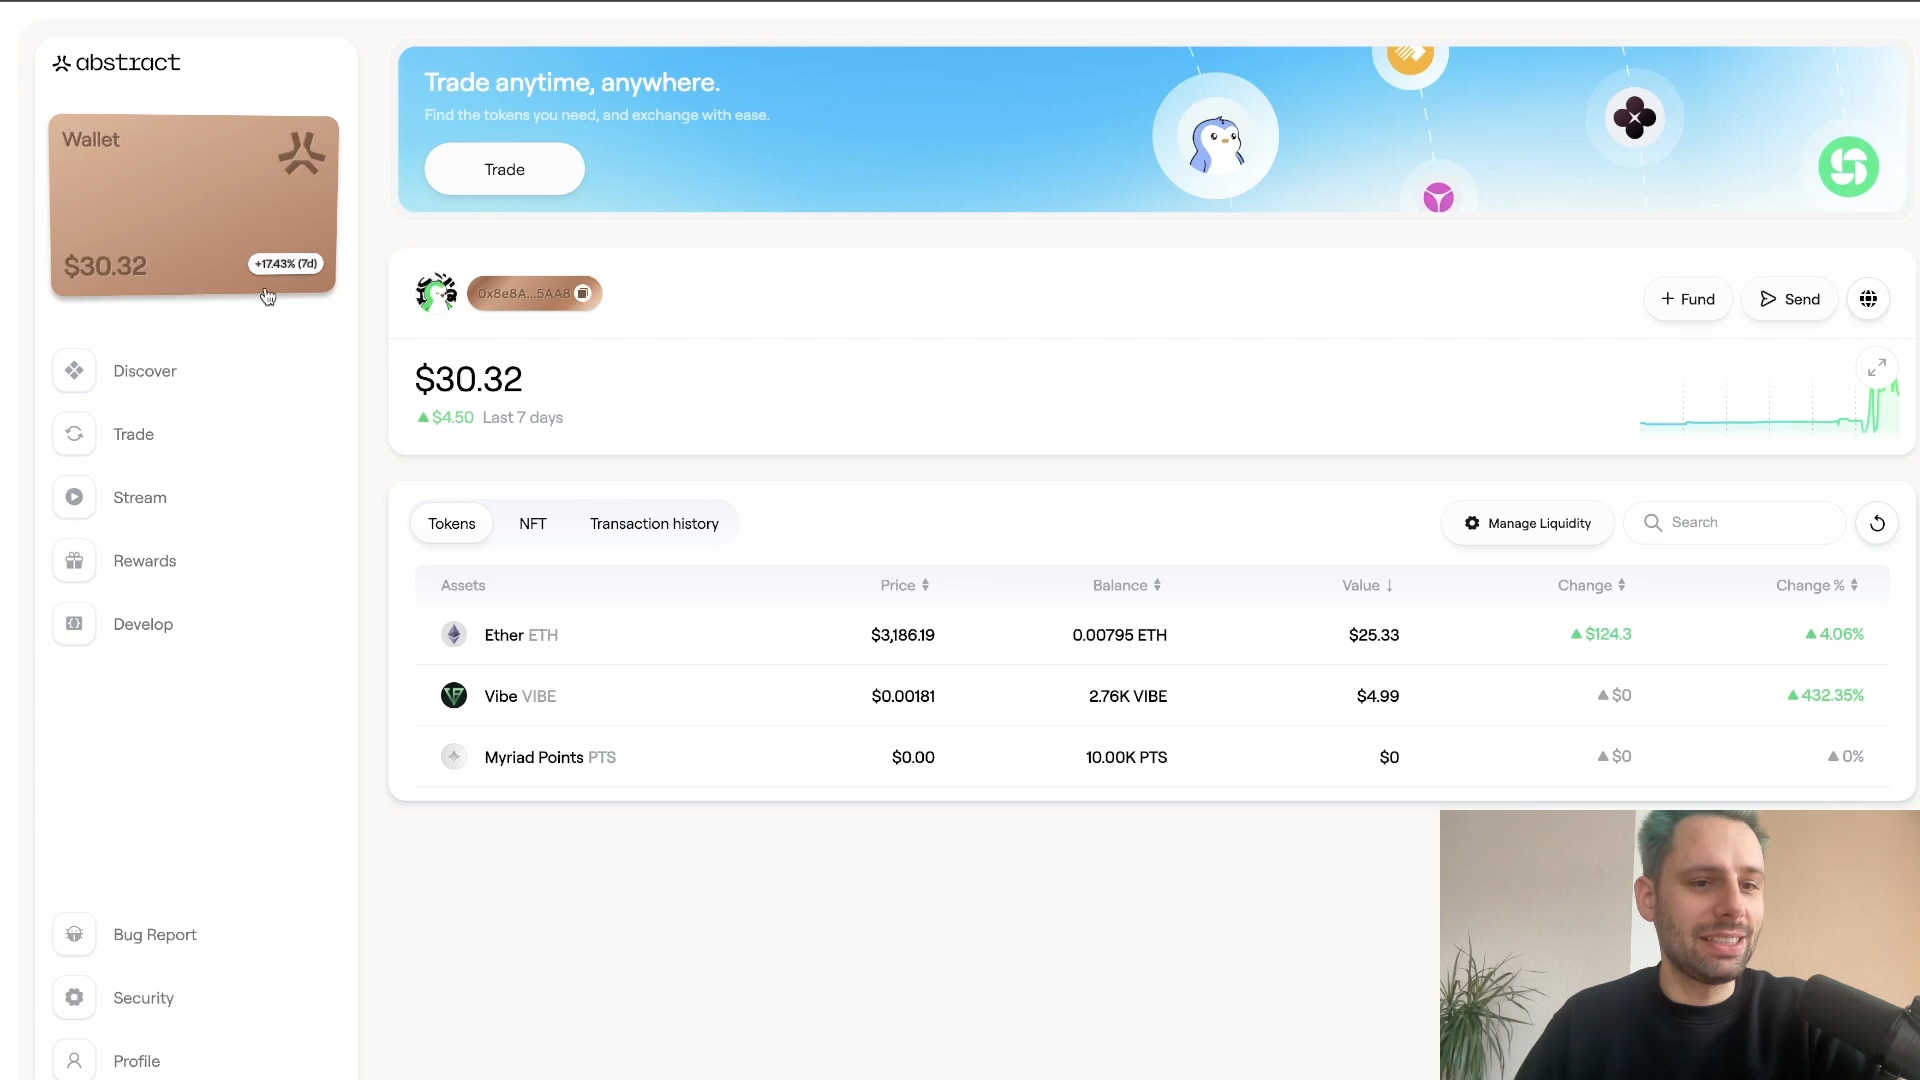 abstract
Wallet
$30.32
+17.43% (7d)
Discover
Trade
Stream
Rewards
Develop
Bug Report
Security
Profile
Trade anytime, anywhere.
Find the tokens you need, and exchange with ease.
Trade
0x8e8A...5AA8
+ Fund
Send
$30.32
▲$4.50 Last 7 days
Tokens NFT Transaction history
Manage Liquidity
Search
Assets Price Balance Value ↓ Change Change %
Ether ETH $3,186.19 0.00795 ETH $25.33 ▲$124.3 ▲4.06%
Vibe VIBE $0.00181 2.76K VIBE $4.99 ▲$0 ▲432.35%
Myriad Points PTS $0.00 10.00K PTS $0 ▲$0 ▲0%